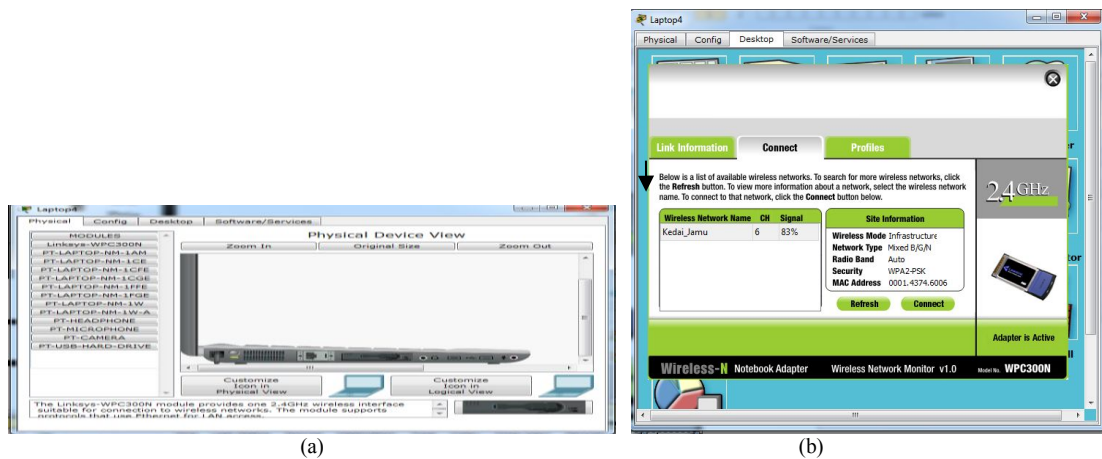 Laptop4
Physical Config Desktop Software/Services
MODULES
Linksys-WPC300N
PT-LAPTOP-NM-1AM
PT-LAPTOP-NM-1CE
PT-LAPTOP-NM-1CFE
PT-LAPTOP-NM-1CGE
PT-LAPTOP-NM-1FFE
PT-LAPTOP-NM-1FGE
PT-LAPTOP-NM-1W
PT-LAPTOP-NM-1W-A
PT-HEADPHONE
PT-MICROPHONE
PT-CAMERA
PT-USB-HARD-DRIVE
Physical Device View
Zoom In Original Size Zoom Out
Customize
Icon in
Physical View
Customize
Icon in
Logical View
The Linksys-WPC300N module provides one 2.4GHz wireless interface
suitable for connection to wireless networks. The module supports
protocols that use Ethernet for LAN access.
(a)
Laptop4
Physical Config Desktop Software/Services
Link Information Connect Profiles
Below is a list of available wireless networks. To search for more wireless networks, click
the Refresh button. To view more information about a network, select the wireless network
name. To connect to that network, click the Connect button below.
2.4GHz
Wireless Network Name CH Signal
Kedai_Jamu 6 83%
Site Information
Wireless Mode Infrastructure
Network Type Mixed B/G/N
Radio Band Auto
Security WPA2-PSK
MAC Address 0001.4374.6006
Refresh Connect
Adapter is Active
Wireless-N Notebook Adapter Wireless Network Monitor v1.0 Model No. WPC300N
(b)